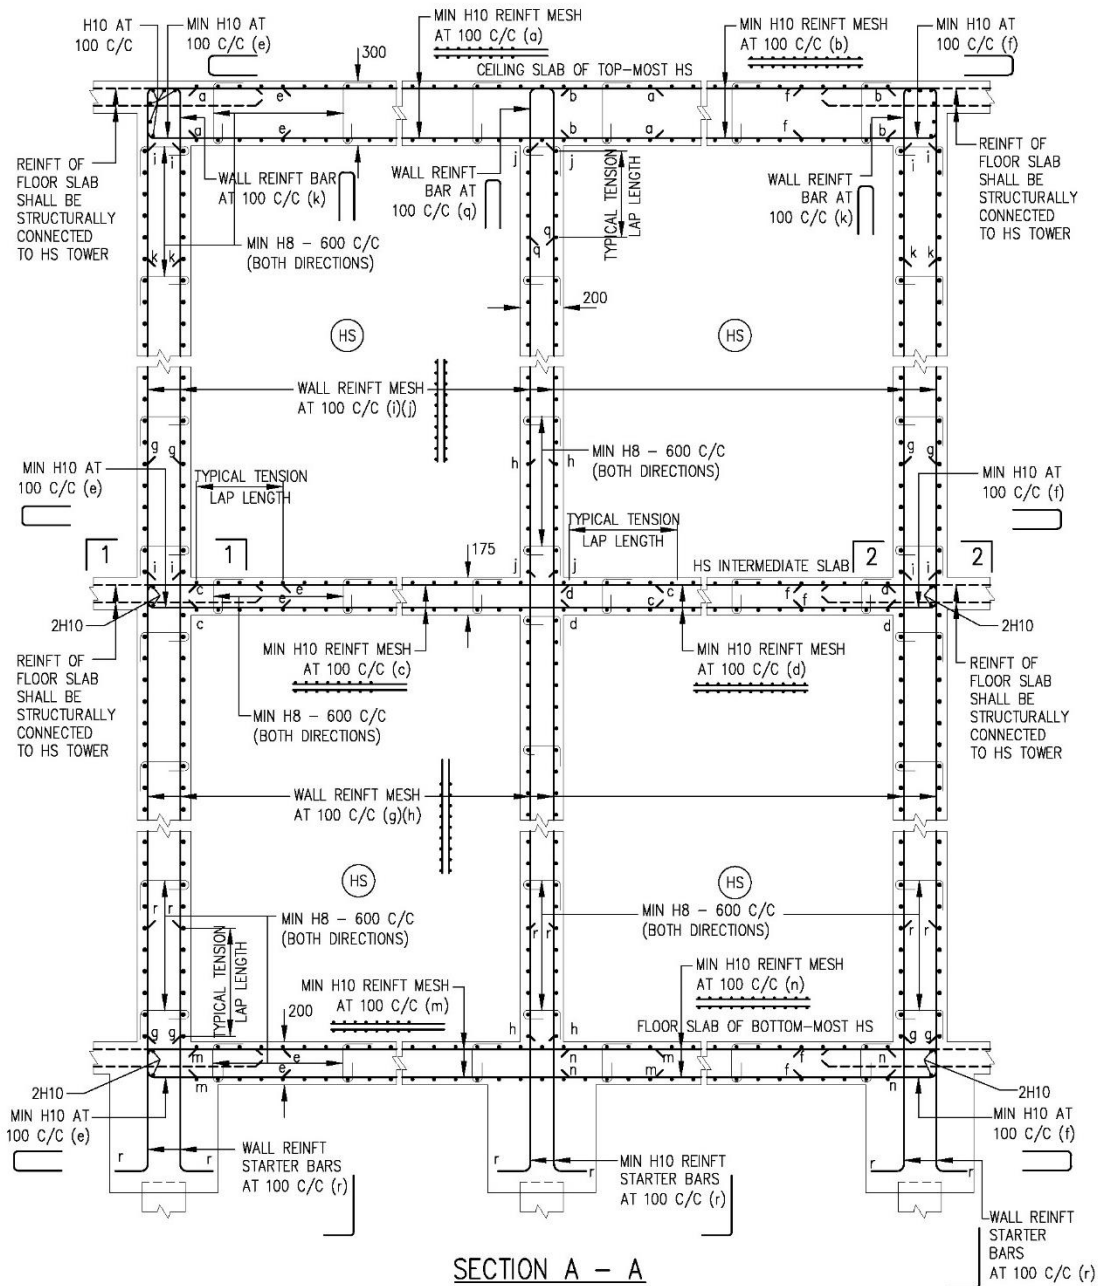 H10 AT
100 C/C
MIN H10 AT
100 C/C (e)
300
MIN H10 REINFT MESH
AT 100 C/C (a)
MIN H10 REINFT MESH
AT 100 C/C (b)
MIN H10 AT
100 C/C (f)
CEILING SLAB OF TOP-MOST HS
a
e
b
a
f
b
a
e
b
a
f
b
REINFT OF
FLOOR SLAB
SHALL BE
STRUCTURALLY
CONNECTED
TO HS TOWER
i
i
WALL REINFT BAR
AT 100 C/C (k)
WALL REINFT
BAR AT
100 C/C (q)
j
j
TYPICAL TENSION
LAP LENGTH
WALL REINFT
BAR AT
100 C/C (k)
i
i
REINFT OF
FLOOR SLAB
SHALL BE
STRUCTURALLY
CONNECTED
TO HS TOWER
q
q
k
k
MIN H8 – 600 C/C
(BOTH DIRECTIONS)
k
k
200
HS
HS
WALL REINFT MESH
AT 100 C/C (i)(j)
g
g
MIN H10 AT
100 C/C (e)
TYPICAL TENSION
LAP LENGTH
h
h
MIN H8 – 600 C/C
(BOTH DIRECTIONS)
g
g
MIN H10 AT
100 C/C (f)
TYPICAL TENSION
LAP LENGTH
1
1
175
2
2
i
i
j
j
HS INTERMEDIATE SLAB
i
i
c
e
e
d
c
c
f
f
d
2H10
c
d
d
2H10
REINFT OF
FLOOR SLAB
SHALL BE
STRUCTURALLY
CONNECTED
TO HS TOWER
MIN H10 REINFT MESH
AT 100 C/C (c)
MIN H10 REINFT MESH
AT 100 C/C (d)
REINFT OF
FLOOR SLAB
SHALL BE
STRUCTURALLY
CONNECTED
TO HS TOWER
MIN H8 – 600 C/C
(BOTH DIRECTIONS)
WALL REINFT MESH
AT 100 C/C (g)(h)
HS
HS
r
r
MIN H8 – 600 C/C
(BOTH DIRECTIONS)
r
r
MIN H8 – 600 C/C
(BOTH DIRECTIONS)
r
r
TYPICAL TENSION
LAP LENGTH
MIN H10 REINFT MESH
AT 100 C/C (m)
MIN H10 REINFT MESH
AT 100 C/C (n)
g
g
200
h
h
FLOOR SLAB OF BOTTOM-MOST HS
g
g
m
e
n
m
f
n
m
e
n
m
f
n
2H10
2H10
MIN H10 AT
100 C/C (e)
MIN H10 AT
100 C/C (f)
r
r
WALL REINFT
STARTER BARS
AT 100 C/C (r)
r
r
MIN H10 REINFT
STARTER BARS
AT 100 C/C (r)
r
r
WALL REINFT
STARTER
BARS
AT 100 C/C (r)
SECTION A – A